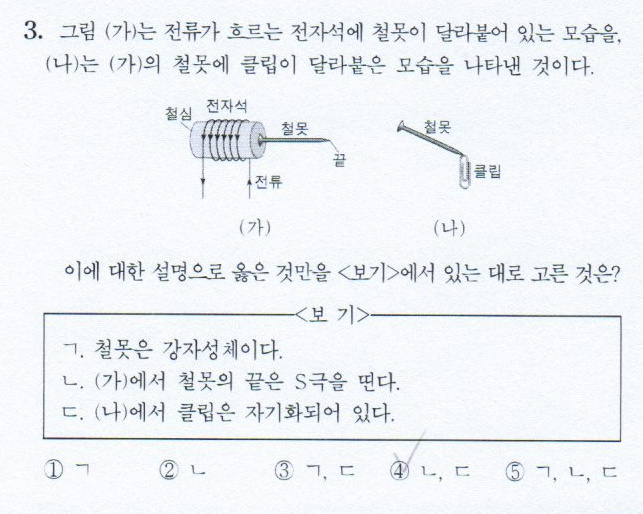 3. 그림 (가)는 전류가 흐르는 전자석에 철못이 달라붙어 있는 모습을,
(나)는 (가)의 철못에 클립이 달라붙은 모습을 나타낸 것이다.
철심 전자석 철못 끝 전류
철못 클립
(가) (나)
이에 대한 설명으로 옳은 것만을 <보기>에서 있는 대로 고른 것은?
<보 기>
ㄱ. 철못은 강자성체이다.
ㄴ. (가)에서 철못의 끝은 S극을 띤다.
ㄷ. (나)에서 클립은 자기화되어 있다.
① ㄱ ② ㄴ ③ ㄱ, ㄷ ④ ㄴ, ㄷ ⑤ ㄱ, ㄴ, ㄷ